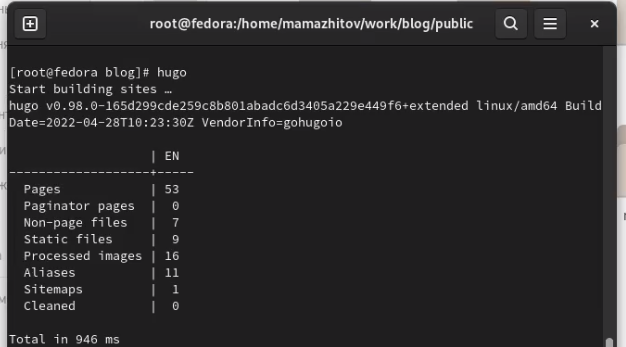 root@fedora:/home/mamazhitov/work/blog/public
[root@fedora blog]# hugo
Start building sites …
hugo v0.98.0-165d299cde259c8b801abadc6d3405a229e449f6+extended linux/amd64 Build
Date=2022-04-28T10:23:30Z VendorInfo=gohugoio
| EN
-------------------+-----
Pages | 53
Paginator pages | 0
Non-page files | 7
Static files | 9
Processed images | 16
Aliases | 11
Sitemaps | 1
Cleaned | 0
Total in 946 ms